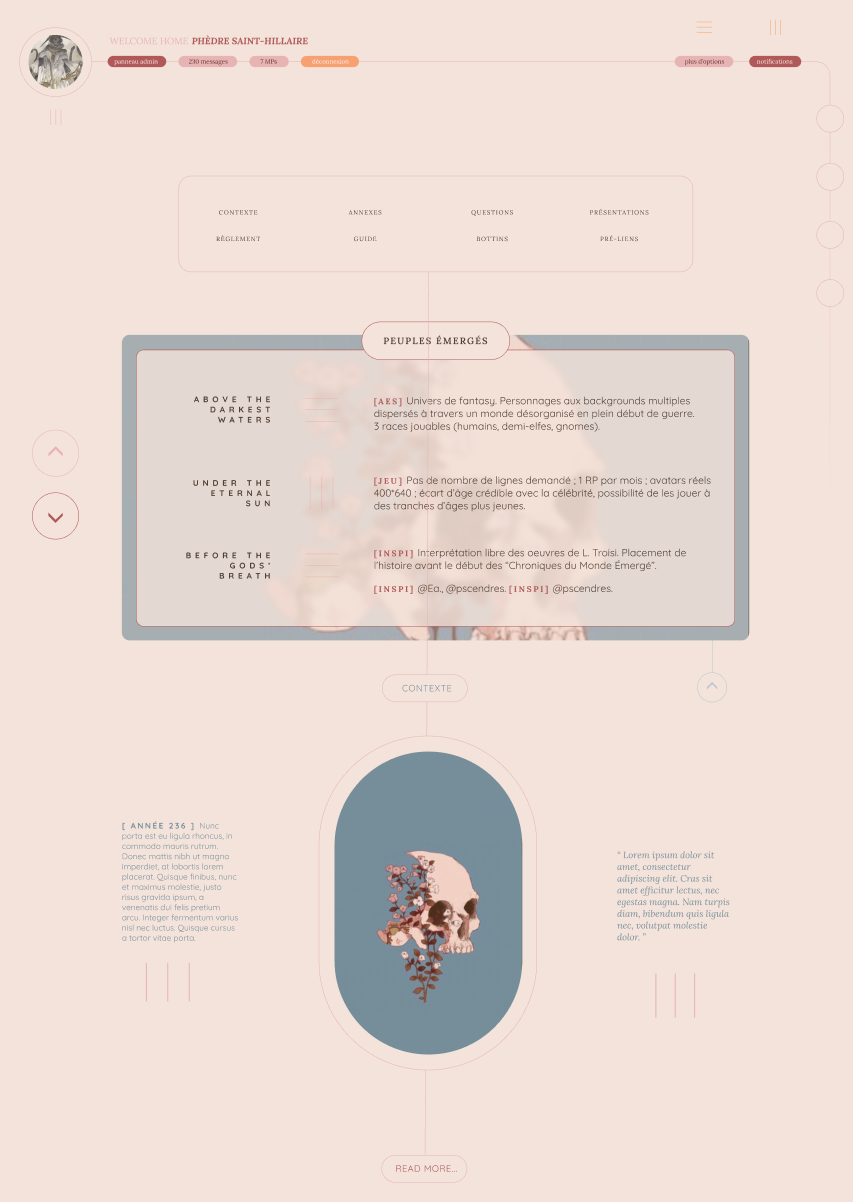 WELCOME HOME PHÈDRE SAINT-HILLAIRE
panneau admin 230 messages 7 MPs déconnexion plus d'options notifications
CONTEXTE ANNEXES QUESTIONS PRÉSENTATIONS
RÈGLEMENT GUIDE BOTTINS PRÉ-LIENS
PEUPLES ÉMERGÉS
ABOVE THE
DARKEST
WATERS
[AES] Univers de fantasy. Personnages aux backgrounds multiples
dispersés à travers un monde désorganisé en plein début de guerre.
3 races jouables (humains, demi-elfes, gnomes).
UNDER THE
ETERNAL
SUN
[JEU] Pas de nombre de lignes demandé ; 1 RP par mois ; avatars réels
400*640 ; écart d'âge crédible avec la célébrité, possibilité de les jouer à
des tranches d'âges plus jeunes.
BEFORE THE
GODS'
BREATH
[INSPI] Interprétation libre des oeuvres de L. Troisi. Placement de
l'histoire avant le début des "Chroniques du Monde Émergé".
[INSPI] @Ea., @pscendres. [INSPI] @pscendres.
CONTEXTE
[ ANNÉE 236 ] Nunc
porta est eu ligula rhoncus, in
commodo mauris rutrum.
Donec mattis nibh ut magna
imperdiet, at lobortis lorem
placerat. Quisque finibus, nunc
et maximus molestie, justo
risus gravida ipsum, a
venenatis dui felis pretium
arcu. Integer fermentum varius
nisl nec luctus. Quisque cursus
a tortor vitae porta.
" Lorem ipsum dolor sit
amet, consectetur
adipiscing elit. Cras sit
amet efficitur lectus, nec
egestas magna. Nam turpis
diam, bibendum quis ligula
nec, volutpat molestie
dolor. "
READ MORE...